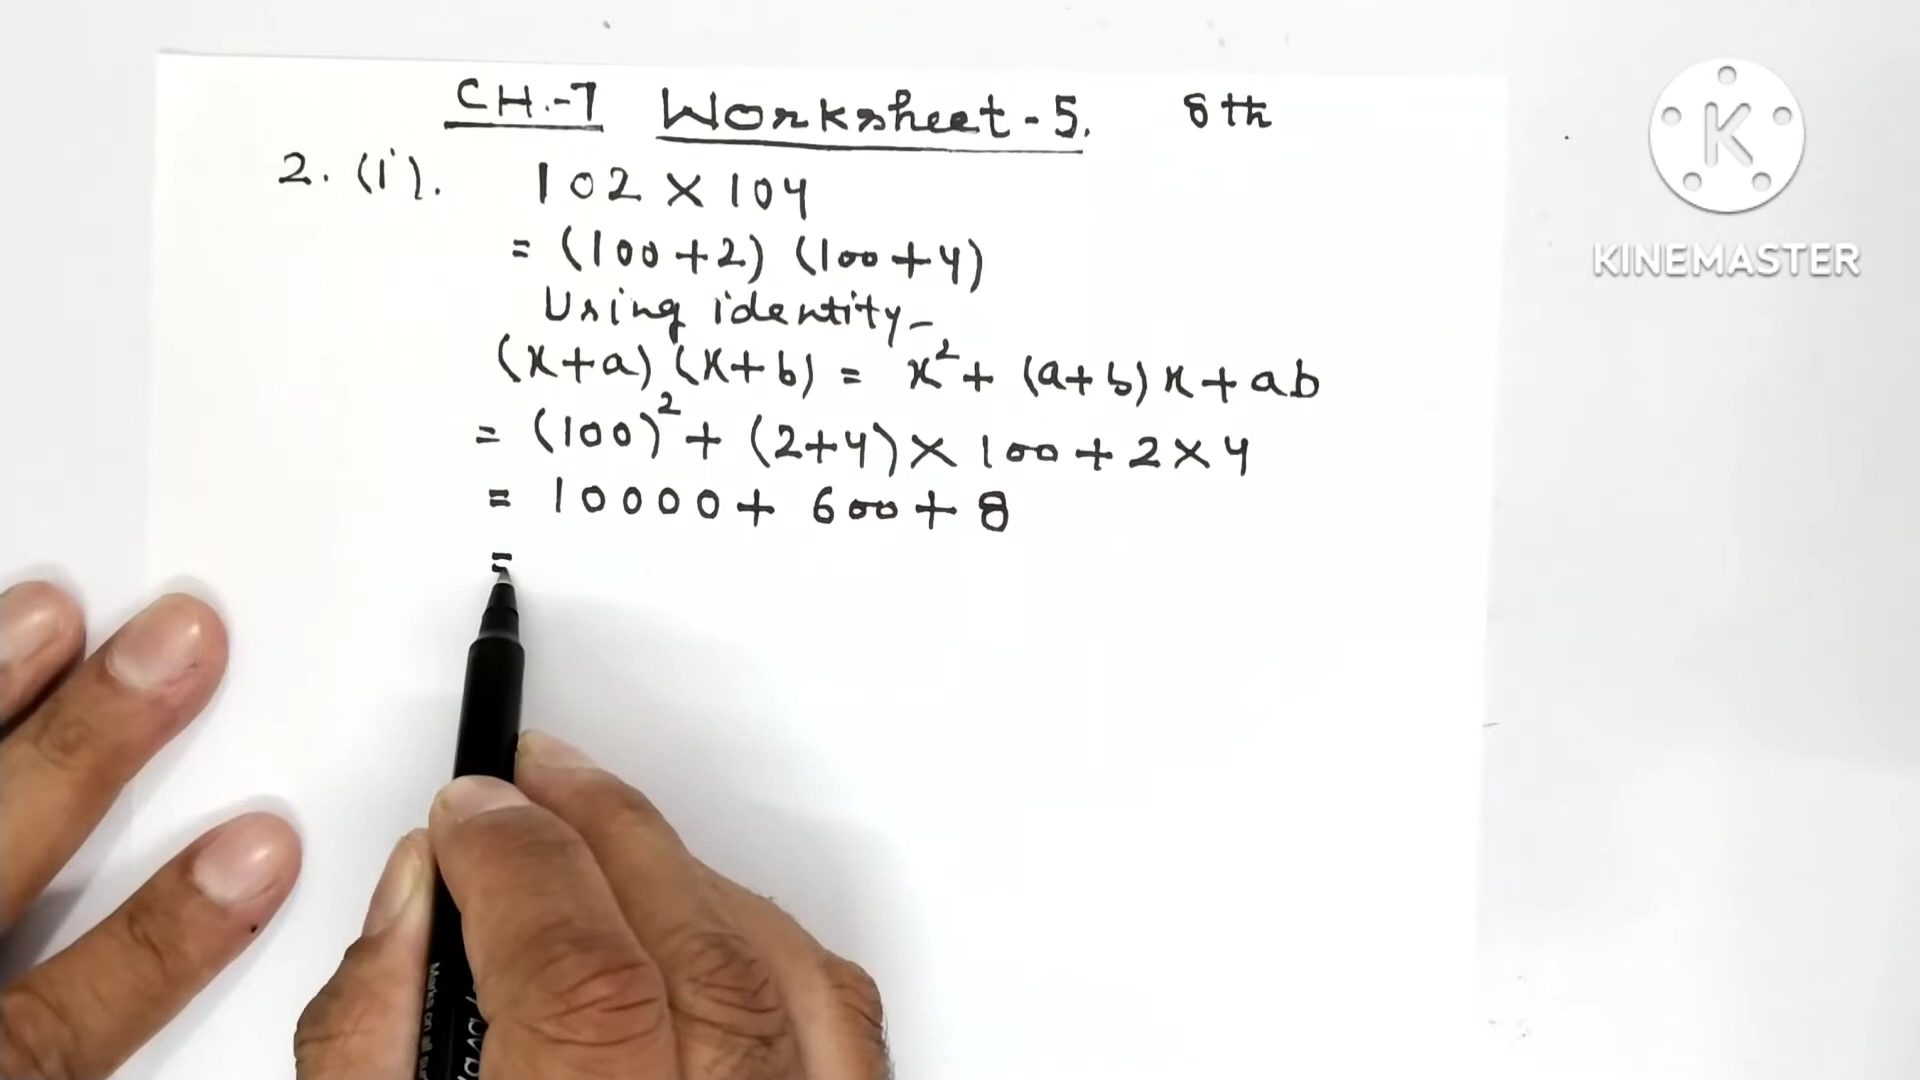 CH.-7 Worksheet-5. 8th
2. (i). 102 × 104
= (100+2) (100+4)
Using identity-
(x+a) (x+b) = x² + (a+b)x + ab
= (100)² + (2+4) × 100 + 2 × 4
= 10000 + 600 + 8
=
K
KINEMASTER